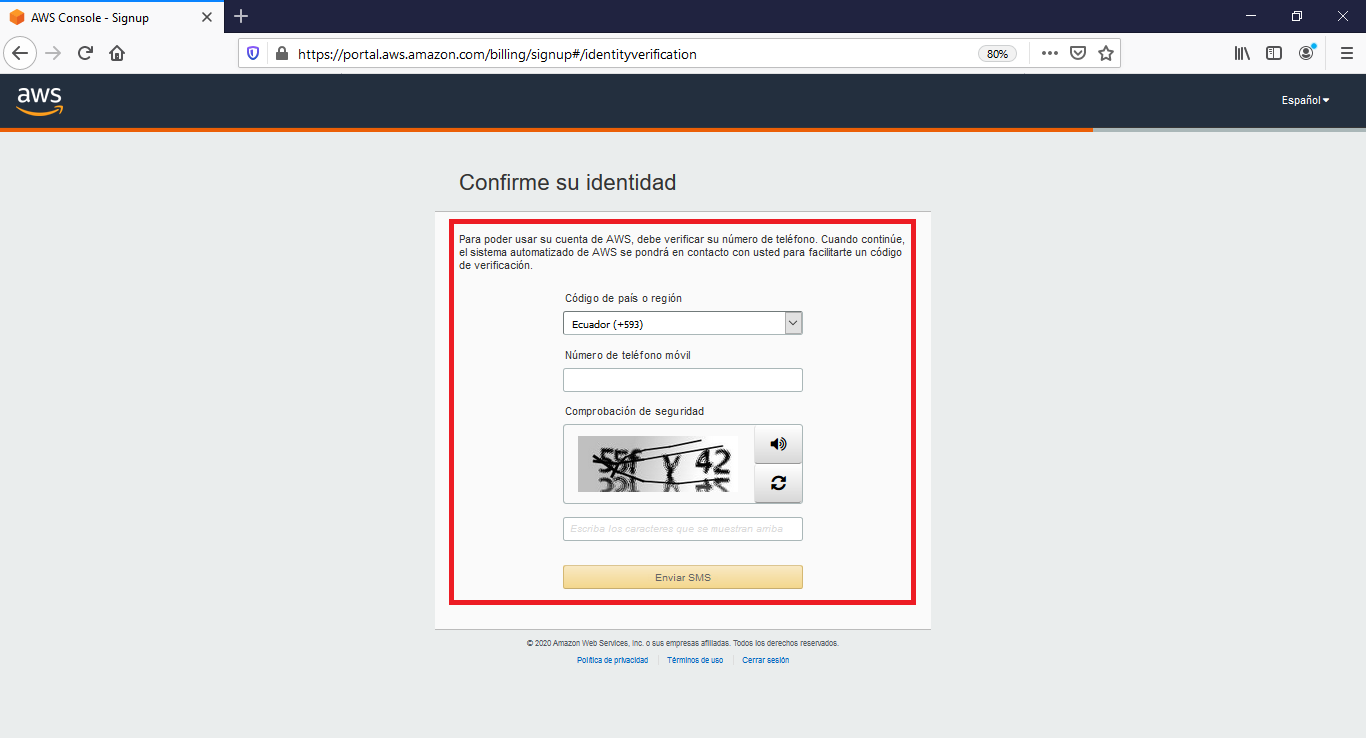 AWS Console - Signup
https://portal.aws.amazon.com/billing/signup#/identityverification
80%
aws
Español
Confirme su identidad
Para poder usar su cuenta de AWS, debe verificar su número de teléfono. Cuando continúe,
el sistema automatizado de AWS se pondrá en contacto con usted para facilitarte un código
de verificación.
Código de país o región
Ecuador (+593)
Número de teléfono móvil
Comprobación de seguridad
Escriba los caracteres que se muestran arriba
Enviar SMS
© 2020 Amazon Web Services, Inc. o sus empresas afiliadas. Todos los derechos reservados.
Política de privacidad
Términos de uso
Cerrar sesión